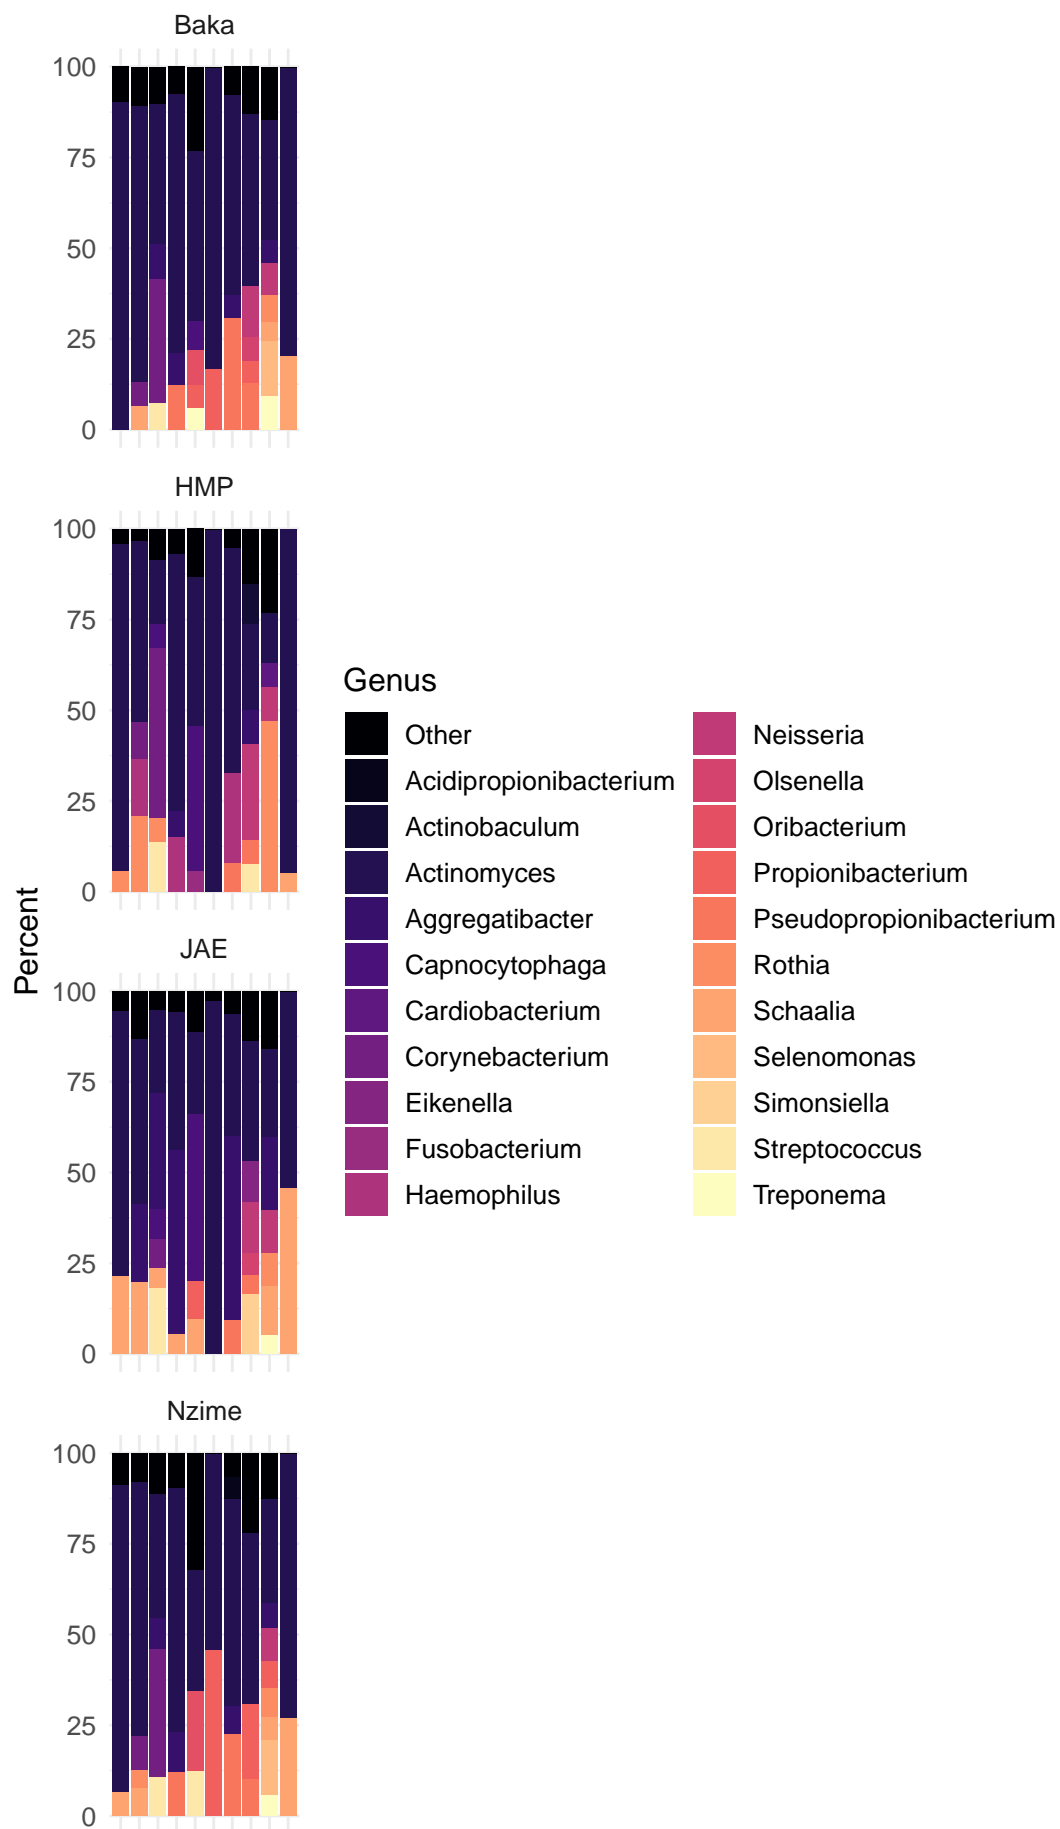 Baka
100
75
50
25
0
HMP
100
75
50
25
0
Percent
JAE
100
75
50
25
0
Nzime
100
75
50
25
0
Genus
Other
Acidipropionibacterium
Actinobaculum
Actinomyces
Aggregatibacter
Capnocytophaga
Cardiobacterium
Corynebacterium
Eikenella
Fusobacterium
Haemophilus
Neisseria
Olsenella
Oribacterium
Propionibacterium
Pseudopropionibacterium
Rothia
Schaalia
Selenomonas
Simonsiella
Streptococcus
Treponema